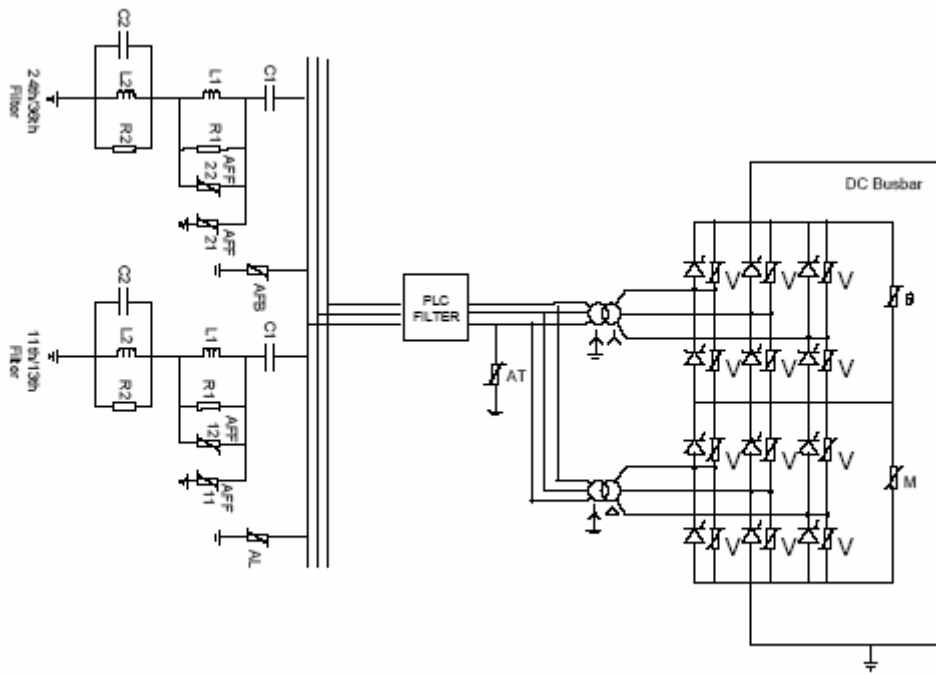 C2
L2
R2
24th/36th
Filter
L1
R1
AFF
22
AFF
21
C1
AFB
C2
L2
R2
11th/13th
Filter
L1
R1
AFF
12
AFF
11
C1
AL
PLC
FILTER
AT
DC Busbar
V
V
V
V
V
V
V
V
V
V
V
V
M